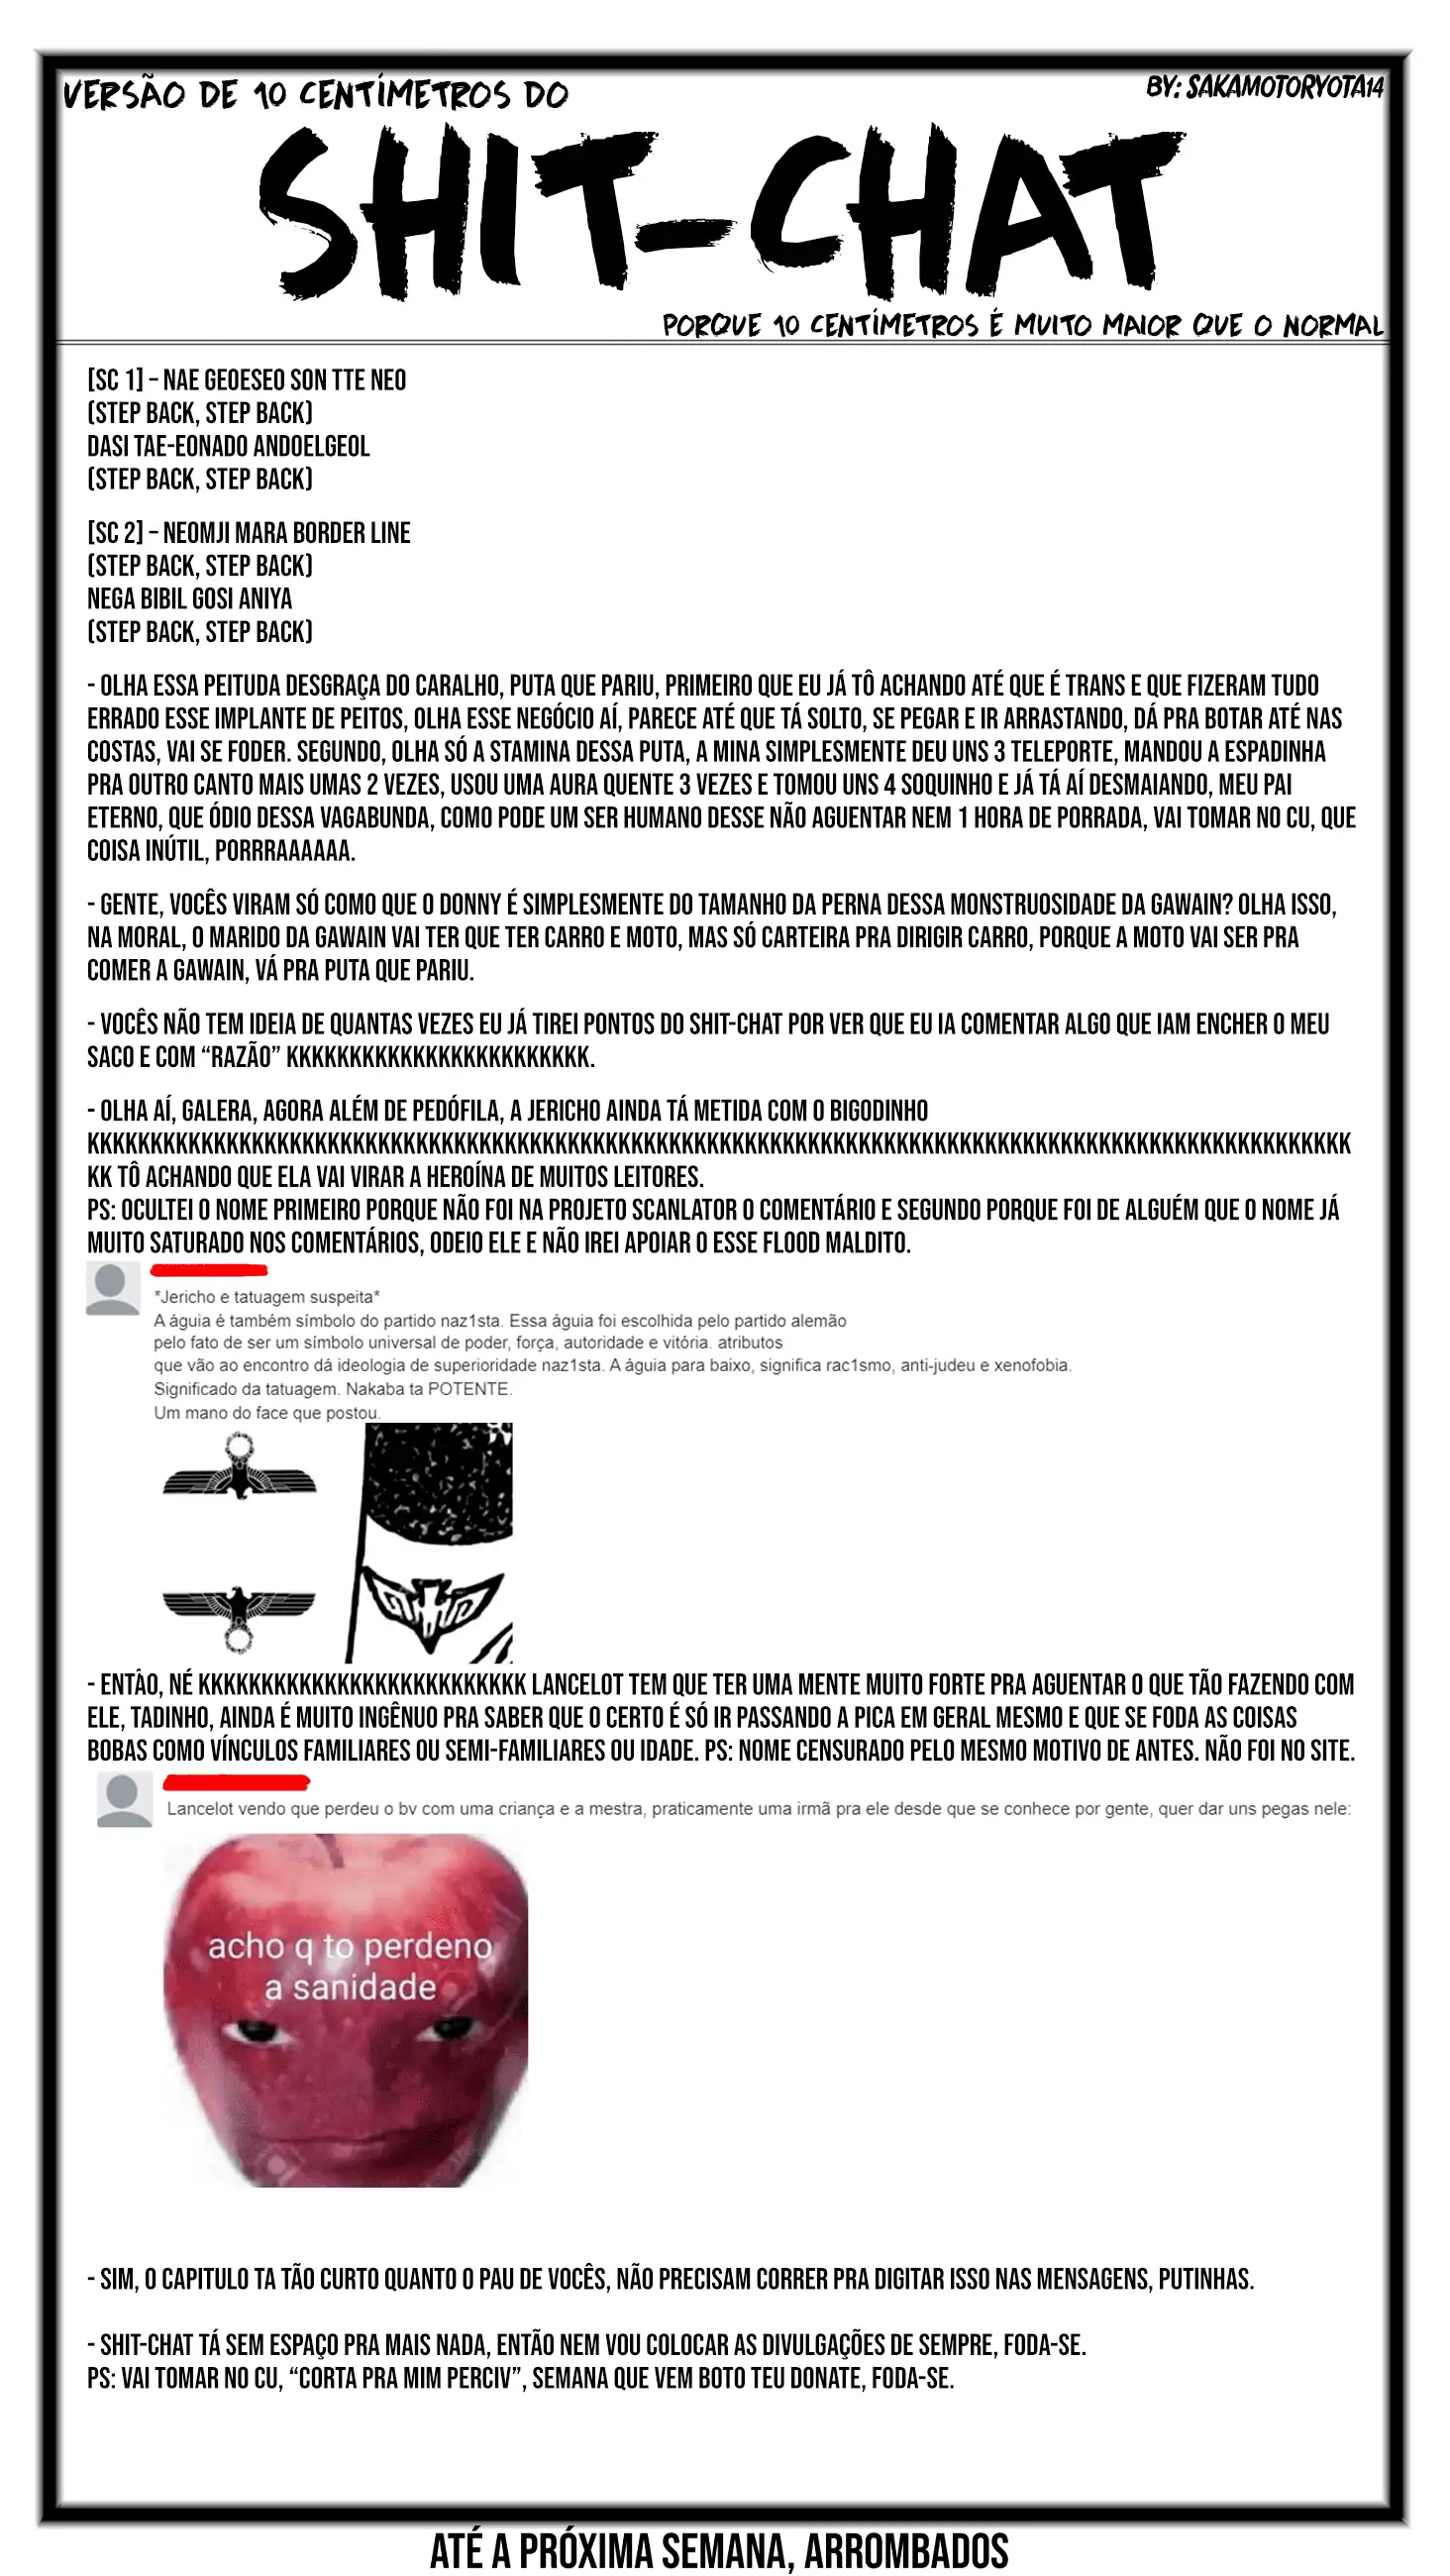 VERSÃO DE 10 CENTÍMETROS DO
BY: SAKAMOTORYOTA14
SHIT-CHAT
PORQUE 10 CENTÍMETROS É MUITO MAIOR QUE O NORMAL
[SC 1] – NAE GEOESEO SON TTE NEO
(STEP BACK, STEP BACK)
DASI TAE-EONADO ANDOELGEOL
(STEP BACK, STEP BACK)
[SC 2] – NEOMJI MARA BORDER LINE
(STEP BACK, STEP BACK)
NEGA BIBIL GOSI ANIYA
(STEP BACK, STEP BACK)
- OLHA ESSA PEITUDA DESGRAÇA DO CARALHO, PUTA QUE PARIU, PRIMEIRO QUE EU JÁ TÔ ACHANDO ATÉ QUE É TRANS E QUE FIZERAM TUDO
ERRADO ESSE IMPLANTE DE PEITOS, OLHA ESSE NEGÓCIO AÍ, PARECE ATÉ QUE TÁ SOLTO, SE PEGAR E IR ARRASTANDO, DÁ PRA BOTAR ATÉ NAS
COSTAS, VAI SE FODER. SEGUNDO, OLHA SÓ A STAMINA DESSA PUTA, A MINA SIMPLESMENTE DEU UNS 3 TELEPORTE, MANDOU A ESPADINHA
PRA OUTRO CANTO MAIS UMAS 2 VEZES, USOU UMA AURA QUENTE 3 VEZES E TOMOU UNS 4 SOQUINHO E JÁ TÁ AÍ DESMAIANDO, MEU PAI
ETERNO, QUE ÓDIO DESSA VAGABUNDA, COMO PODE UM SER HUMANO DESSE NÃO AGUENTAR NEM 1 HORA DE PORRADA, VAI TOMAR NO CU, QUE
COISA INÚTIL, PORRRAAAAAA.
- GENTE, VOCÊS VIRAM SÓ COMO QUE O DONNY É SIMPLESMENTE DO TAMANHO DA PERNA DESSA MONSTRUOSIDADE DA GAWAIN? OLHA ISSO,
NA MORAL, O MARIDO DA GAWAIN VAI TER QUE TER CARRO E MOTO, MAS SÓ CARTEIRA PRA DIRIGIR CARRO, PORQUE A MOTO VAI SER PRA
COMER A GAWAIN, VÁ PRA PUTA QUE PARIU.
- VOCÊS NÃO TEM IDEIA DE QUANTAS VEZES EU JÁ TIREI PONTOS DO SHIT-CHAT POR VER QUE EU IA COMENTAR ALGO QUE IAM ENCHER O MEU
SACO E COM “RAZÃO” KKKKKKKKKKKKKKKKKKKKKKKK.
- OLHA AÍ, GALERA, AGORA ALÉM DE PEDÓFILA, A JERICHO AINDA TÁ METIDA COM O BIGODINHO
KKKKKKKKKKKKKKKKKKKKKKKKKKKKKKKKKKKKKKKKKKKKKKKKKKKKKKKKKKKKKKKKKKKKKKKKKKKKKKKKKKKKKKKKKKKKKKKKKKKK
KK TÔ ACHANDO QUE ELA VAI VIRAR A HEROÍNA DE MUITOS LEITORES.
PS: OCULTEI O NOME PRIMEIRO PORQUE NÃO FOI NA PROJETO SCANLATOR O COMENTÁRIO E SEGUNDO PORQUE FOI DE ALGUÉM QUE O NOME JÁ
MUITO SATURADO NOS COMENTÁRIOS, ODEIO ELE E NÃO IREI APOIAR O ESSE FLOOD MALDITO.
*Jericho e tatuagem suspeita*
A águia é também símbolo do partido naz1sta. Essa águia foi escolhida pelo partido alemão
pelo fato de ser um símbolo universal de poder, força, autoridade e vitória. atributos
que vão ao encontro dá ideologia de superioridade naz1sta. A águia para baixo, significa rac1smo, anti-judeu e xenofobia.
Significado da tatuagem. Nakaba ta POTENTE.
Um mano do face que postou.
- ENTÃO, NÉ KKKKKKKKKKKKKKKKKKKKKKKKKK LANCELOT TEM QUE TER UMA MENTE MUITO FORTE PRA AGUENTAR O QUE TÃO FAZENDO COM
ELE, TADINHO, AINDA É MUITO INGÊNUO PRA SABER QUE O CERTO É SÓ IR PASSANDO A PICA EM GERAL MESMO E QUE SE FODA AS COISAS
BOBAS COMO VÍNCULOS FAMILIARES OU SEMI-FAMILIARES OU IDADE. PS: NOME CENSURADO PELO MESMO MOTIVO DE ANTES. NÃO FOI NO SITE.
Lancelot vendo que perdeu o bv com uma criança e a mestra, praticamente uma irmã pra ele desde que se conhece por gente, quer dar uns pegas nele:
acho q to perdeno
a sanidade
- SIM, O CAPITULO TA TÃO CURTO QUANTO O PAU DE VOCÊS, NÃO PRECISAM CORRER PRA DIGITAR ISSO NAS MENSAGENS, PUTINHAS.
- SHIT-CHAT TÁ SEM ESPAÇO PRA MAIS NADA, ENTÃO NEM VOU COLOCAR AS DIVULGAÇÕES DE SEMPRE, FODA-SE.
PS: VAI TOMAR NO CU, “CORTA PRA MIM PERCIV”, SEMANA QUE VEM BOTO TEU DONATE, FODA-SE.
ATÉ A PRÓXIMA SEMANA, ARROMBADOS